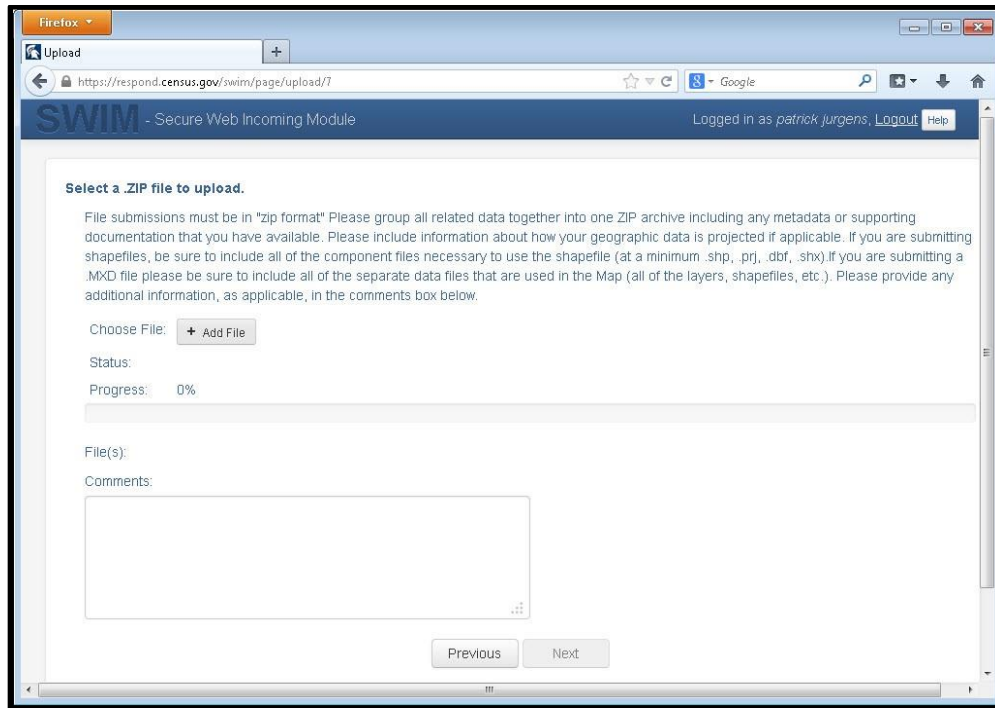 Firefox
Upload
https://respond.census.gov/swim/page/upload/7
Google
SWIM - Secure Web Incoming Module
Logged in as patrick jurgens, Logout Help
Select a .ZIP file to upload.
File submissions must be in "zip format" Please group all related data together into one ZIP archive including any metadata or supporting
documentation that you have available. Please include information about how your geographic data is projected if applicable. If you are submitting
shapefiles, be sure to include all of the component files necessary to use the shapefile (at a minimum .shp, .prj, .dbf, .shx).If you are submitting a
.MXD file please be sure to include all of the separate data files that are used in the Map (all of the layers, shapefiles, etc.). Please provide any
additional information, as applicable, in the comments box below.
Choose File: + Add File
Status:
Progress: 0%
File(s):
Comments:
Previous Next